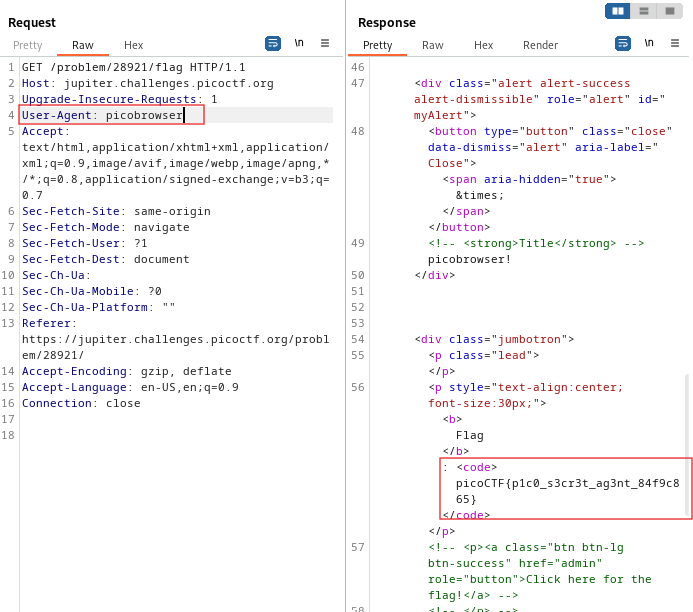 Request
Pretty Raw Hex
\n
1 GET /problem/28921/flag HTTP/1.1
2 Host: jupiter.challenges.picoctf.org
3 Upgrade-Insecure-Requests: 1
4 User-Agent: picobrowser
5 Accept:
text/html,application/xhtml+xml,application/
xml;q=0.9,image/avif,image/webp,image/apng,*
/*;q=0.8,application/signed-exchange;v=b3;q=
0.7
6 Sec-Fetch-Site: same-origin
7 Sec-Fetch-Mode: navigate
8 Sec-Fetch-User: ?1
9 Sec-Fetch-Dest: document
10 Sec-Ch-Ua:
11 Sec-Ch-Ua-Mobile: ?0
12 Sec-Ch-Ua-Platform: ""
13 Referer:
https://jupiter.challenges.picoctf.org/probl
em/28921/
14 Accept-Encoding: gzip, deflate
15 Accept-Language: en-US,en;q=0.9
16 Connection: close
17
18
Response
Pretty Raw Hex Render
\n
46
47 <div class="alert alert-success
alert-dismissible" role="alert" id="
myAlert">
48 <button type="button" class="close"
data-dismiss="alert" aria-label="
Close">
<span aria-hidden="true">
&times;
</span>
</button>
49 <!-- <strong>Title</strong> -->
picobrowser!
50 </div>
51
52
53
54 <div class="jumbotron">
55 <p class="lead">
</p>
56 <p style="text-align:center;
font-size:30px;">
<b>
Flag
</b>
: <code>
picoCTF{p1c0_s3cr3t_ag3nt_84f9c8
65}
</code>
</p>
57 <!-- <p><a class="btn btn-lg
btn-success" href="admin"
role="button">Click here for the
flag!</a> -->
58 <!-- </p> -->